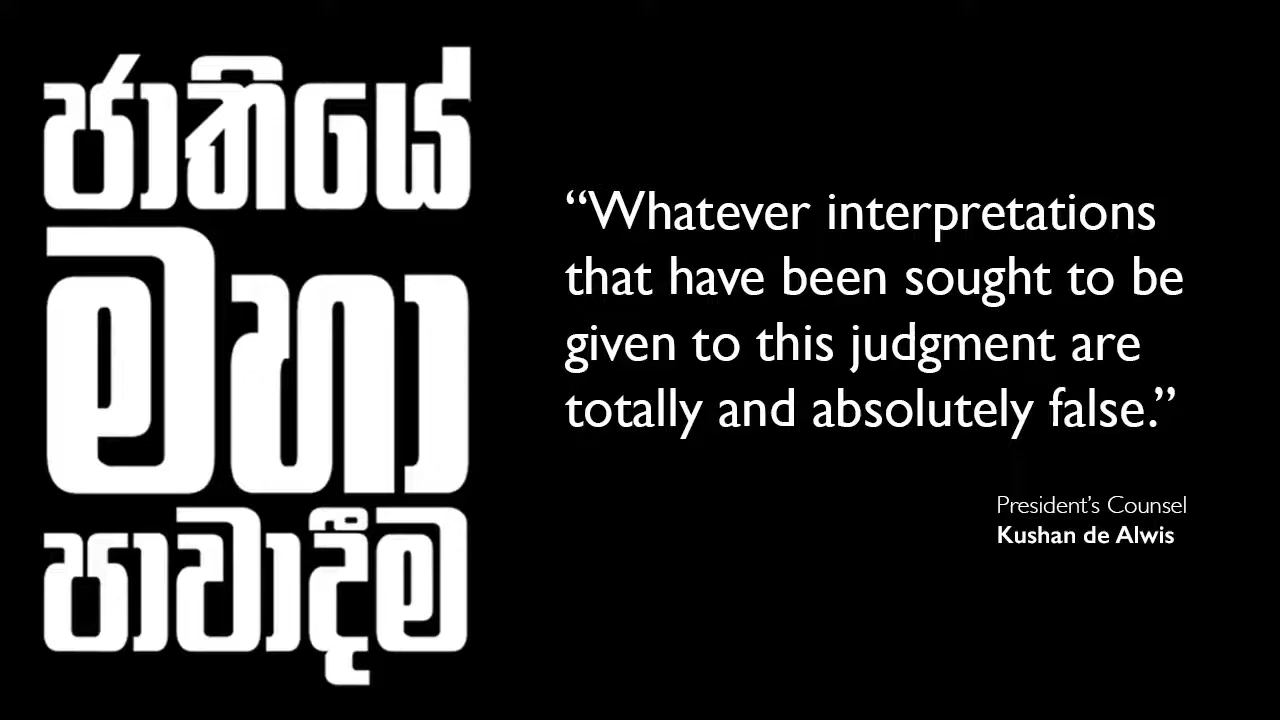 ජාතියේ
මහා
පාවාදීම
“Whatever interpretations
that have been sought to be
given to this judgment are
totally and absolutely false.”
President’s Counsel
Kushan de Alwis